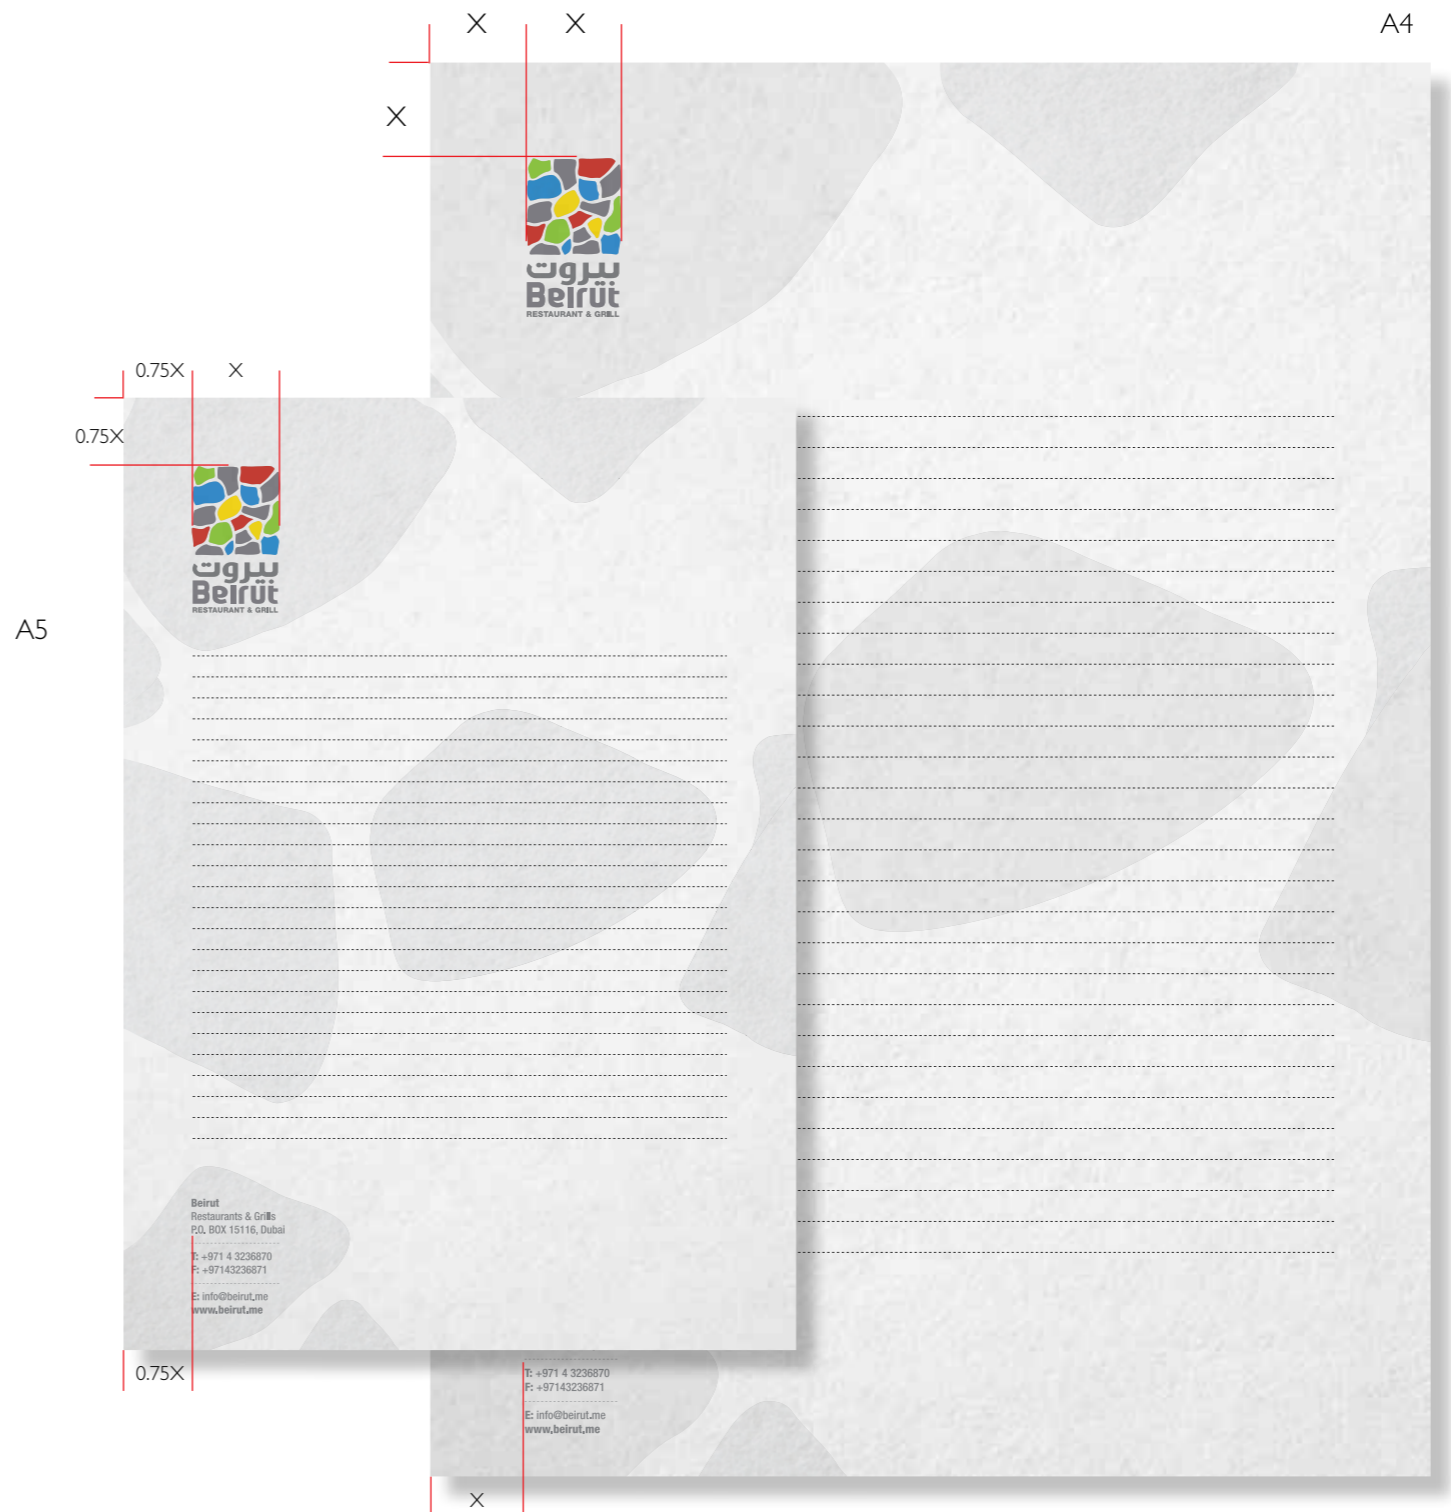 X X A4
X
بيروت
Beirut
RESTAURANT & GRILL
0.75X X
0.75X
بيروت
Beirut
RESTAURANT & GRILL
A5
Beirut
Restaurants & Grills
P.O. BOX 15116, Dubai
T: +971 4 3236870
F: +97143236871
E: info@beirut.me
www.beirut.me
0.75X
T: +971 4 3236870
F: +97143236871
E: info@beirut.me
www.beirut.me
X